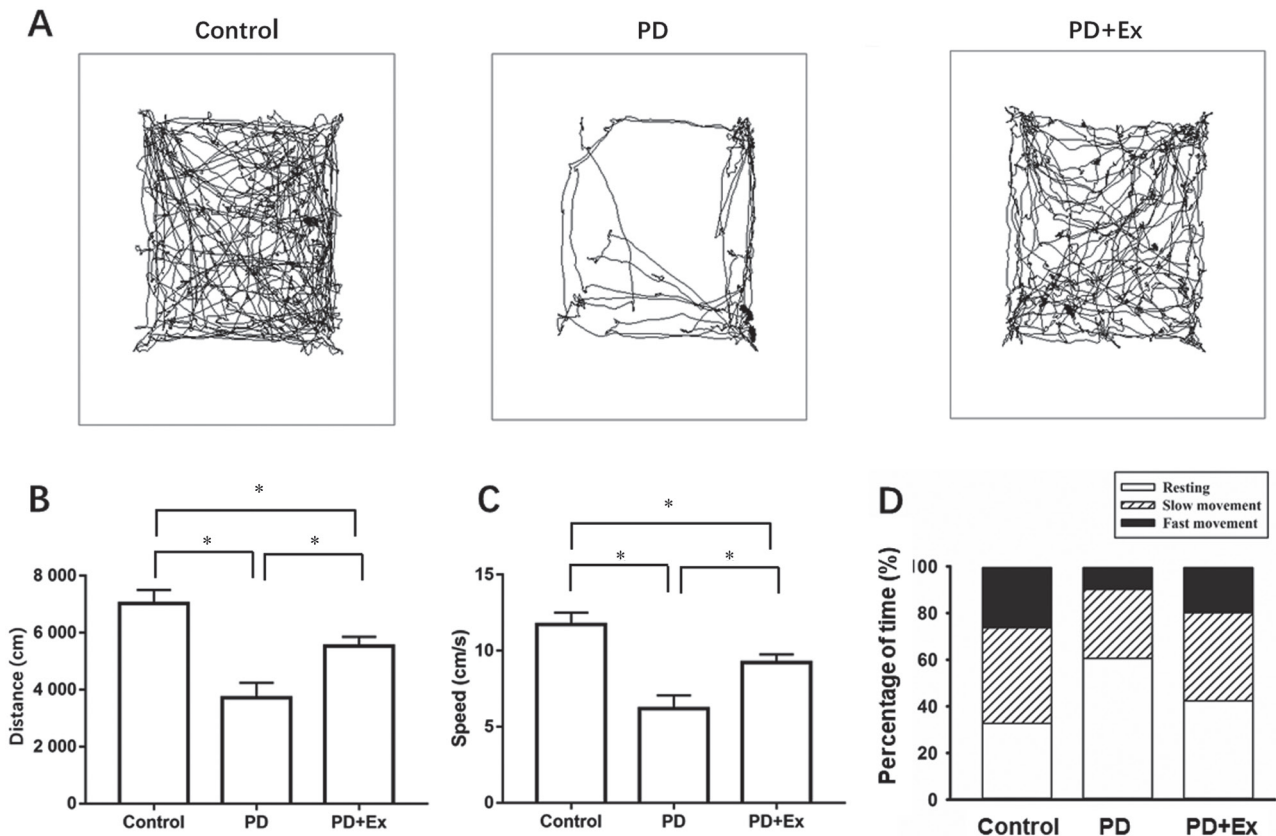 A
Control
PD
PD+Ex
B
*
*
*
Distance (cm)
8 000
6 000
4 000
2 000
0
Control
PD
PD+Ex
C
*
*
*
Speed (cm/s)
15
10
5
0
Control
PD
PD+Ex
D
Resting
Slow movement
Fast movement
Percentage of time (%)
100
80
60
40
20
0
Control
PD
PD+Ex